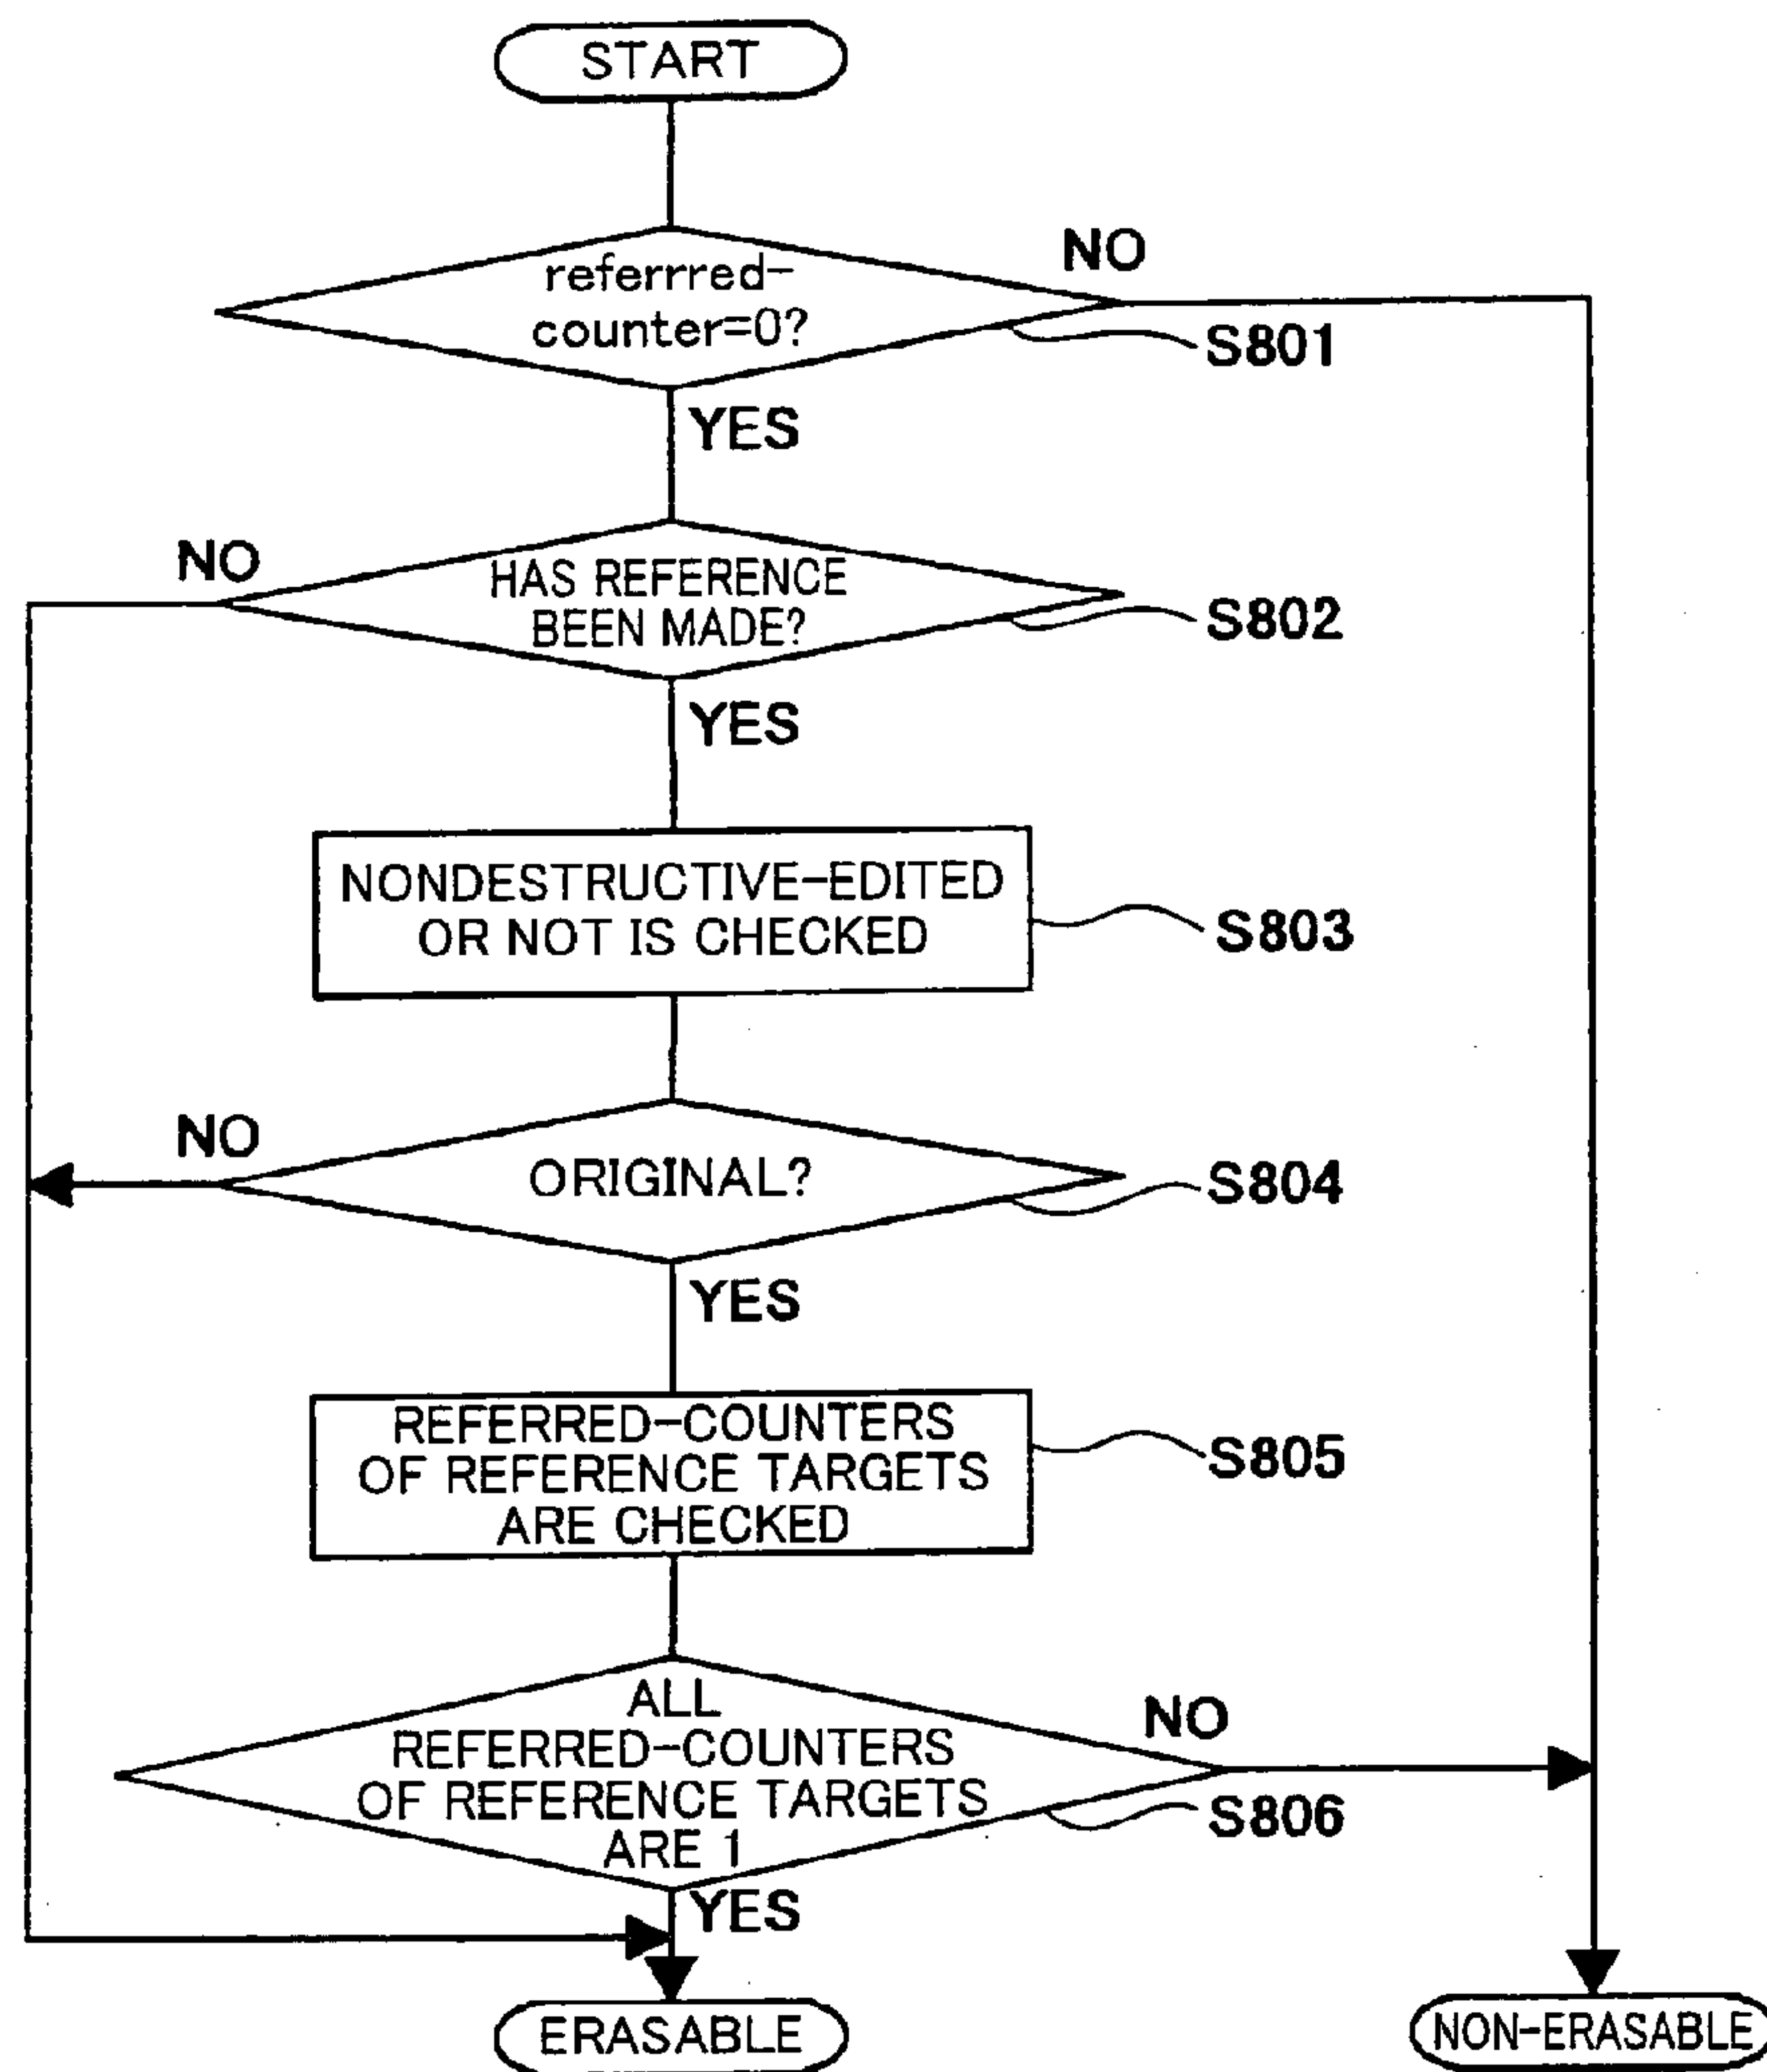 START
referrred-
counter=0?
NO
S801
YES
NO
HAS REFERENCE
BEEN MADE?
S802
YES
NONDESTRUCTIVE-EDITED
OR NOT IS CHECKED
S803
NO
ORIGINAL?
S804
YES
REFERRED-COUNTERS
OF REFERENCE TARGETS
ARE CHECKED
S805
ALL
REFERRED-COUNTERS
OF REFERENCE TARGETS
ARE 1
NO
S806
YES
ERASABLE
NON-ERASABLE